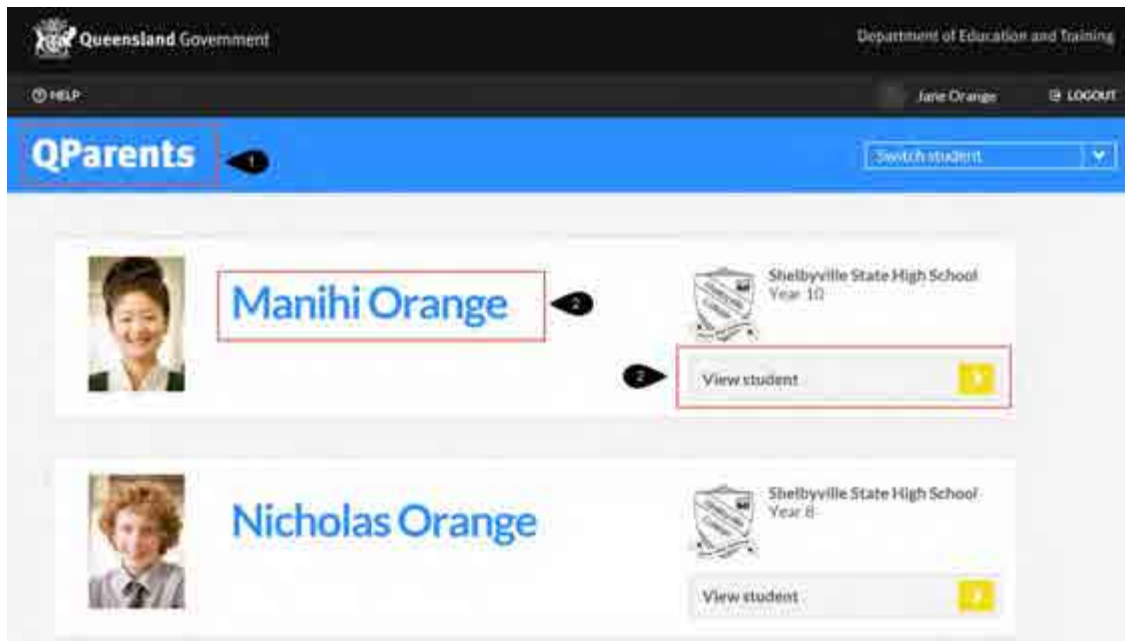 Queensland Government
Department of Education and Training
HELP
Jane Orange
LOGOUT
QParents
1
Switch student
Manihi Orange
2
Shelbyville State High School
Year 10
2
View student
Nicholas Orange
Shelbyville State High School
Year 8
View student